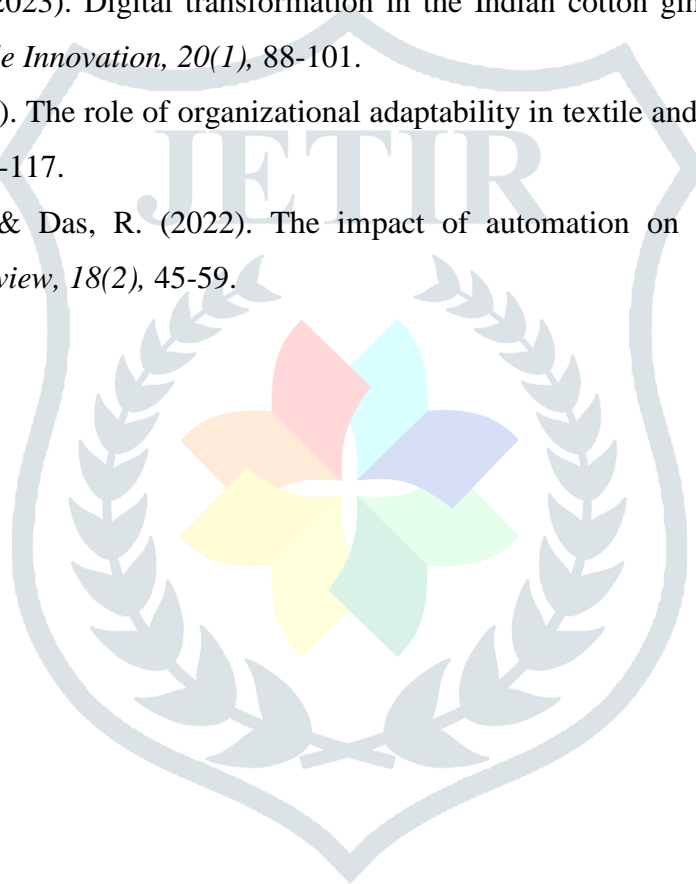 2023). Digital transformation in the Indian cotton gin
le Innovation, 20(1), 88-101.
). The role of organizational adaptability in textile and
-117.
& Das, R. (2022). The impact of automation on
view, 18(2), 45-59.
JETIR